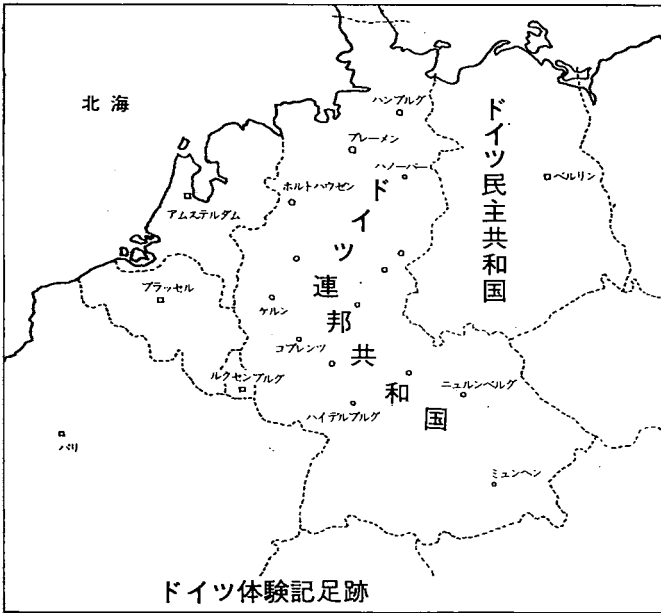 北海
ハンブルグ
ブレーメン
ハノーバー
ベルリン
ホルトハウゼン
アムステルダム
ドイツ民主共和国
ドイツ連邦共和国
ブラッセル
ケルン
コブレンツ
ルクセンブルグ
ニュルンベルグ
ハイデルブルグ
パリ
ミュンヘン
ドイツ体験記足跡